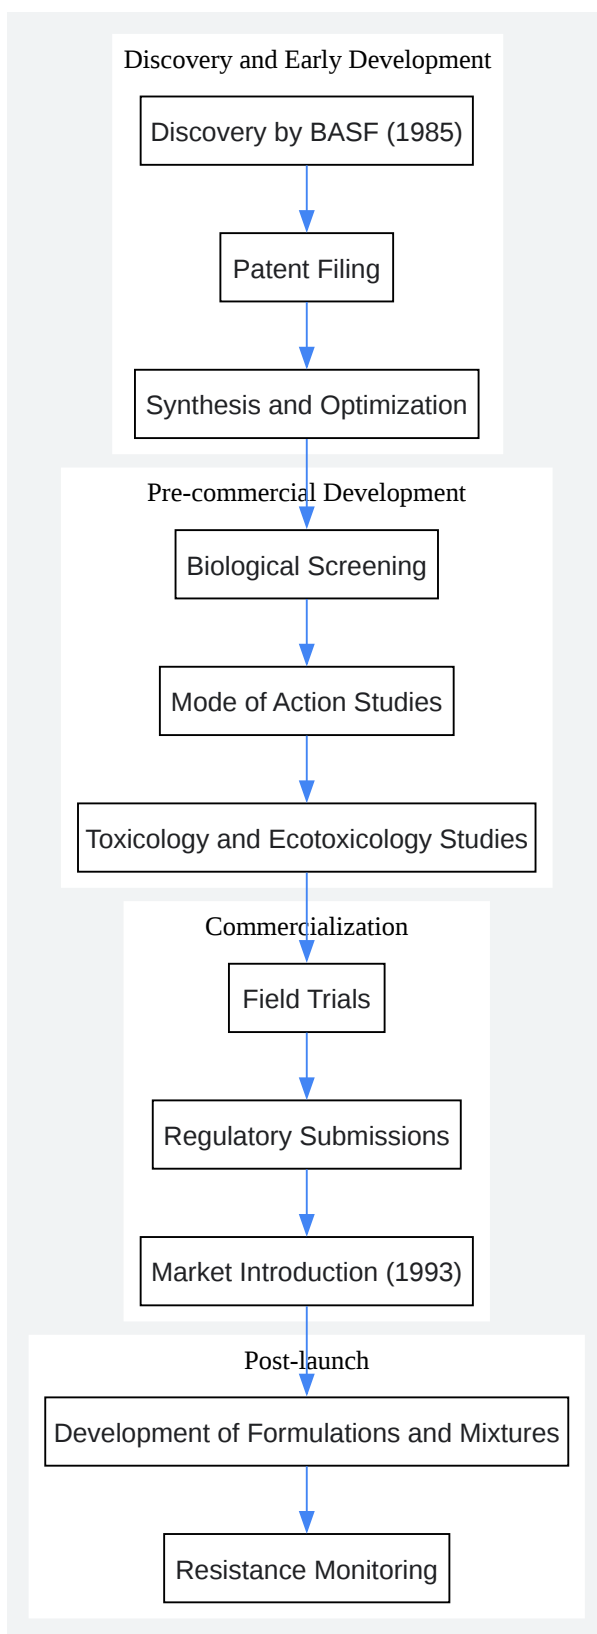 Discovery and Early Development
Discovery by BASF (1985)
Patent Filing
Synthesis and Optimization
Pre-commercial Development
Biological Screening
Mode of Action Studies
Toxicology and Ecotoxicology Studies
Commercialization
Field Trials
Regulatory Submissions
Market Introduction (1993)
Post-launch
Development of Formulations and Mixtures
Resistance Monitoring